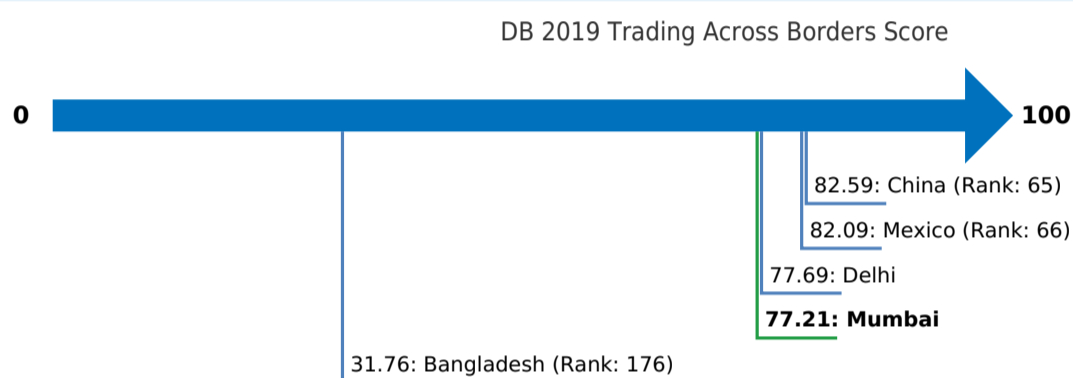 DB 2019 Trading Across Borders Score
0
100
82.59: China (Rank: 65)
82.09: Mexico (Rank: 66)
77.69: Delhi
77.21: Mumbai
31.76: Bangladesh (Rank: 176)